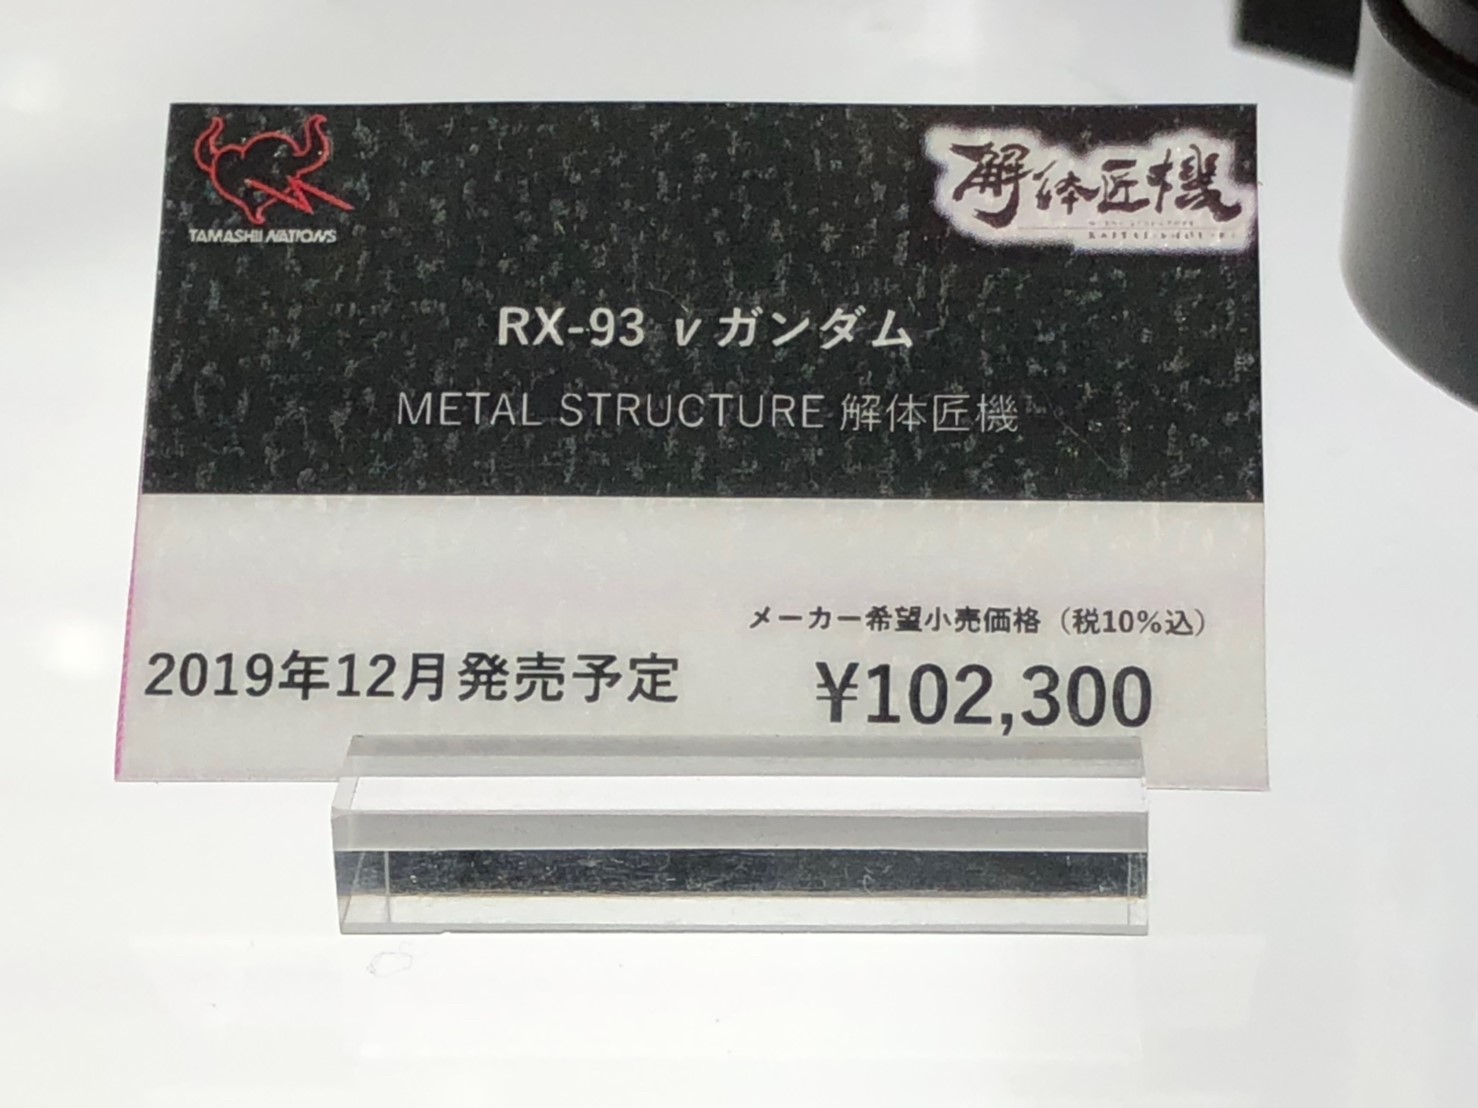 TAMASHII NATIONS
解体匠機
RX-93 νガンダム
METAL STRUCTURE 解体匠機
メーカー希望小売価格（税10%込）
2019年12月発売予定
¥102,300